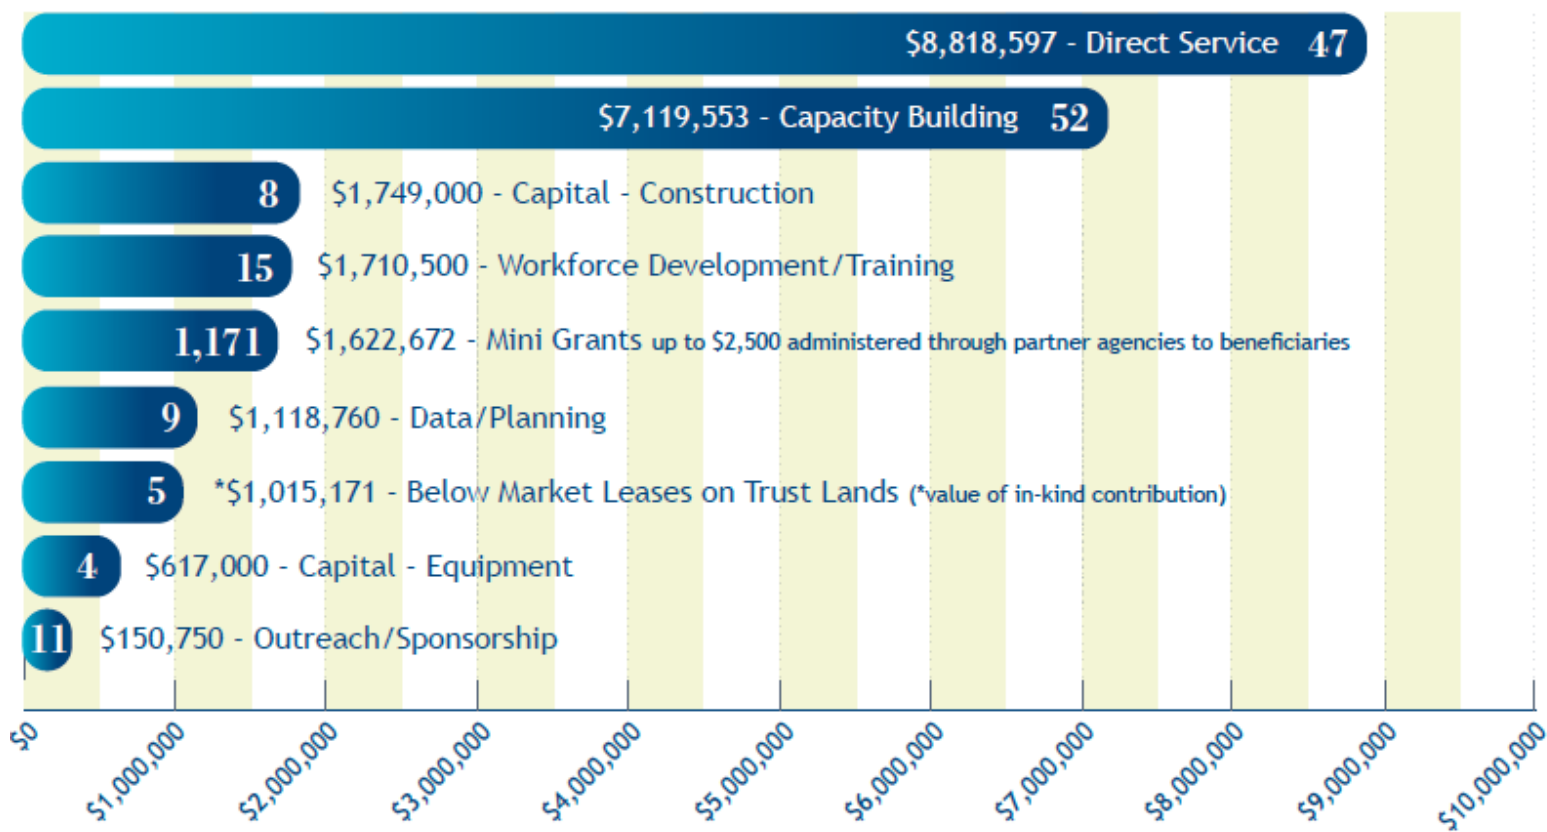 $8,818,597 - Direct Service 47
$7,119,553 - Capacity Building 52
8 $1,749,000 - Capital - Construction
15 $1,710,500 - Workforce Development/Training
1,171 $1,622,672 - Mini Grants up to $2,500 administered through partner agencies to beneficiaries
9 $1,118,760 - Data/Planning
5 *$1,015,171 - Below Market Leases on Trust Lands (*value of in-kind contribution)
4 $617,000 - Capital - Equipment
11 $150,750 - Outreach/Sponsorship
$0
$1,000,000
$2,000,000
$3,000,000
$4,000,000
$5,000,000
$6,000,000
$7,000,000
$8,000,000
$9,000,000
$10,000,000